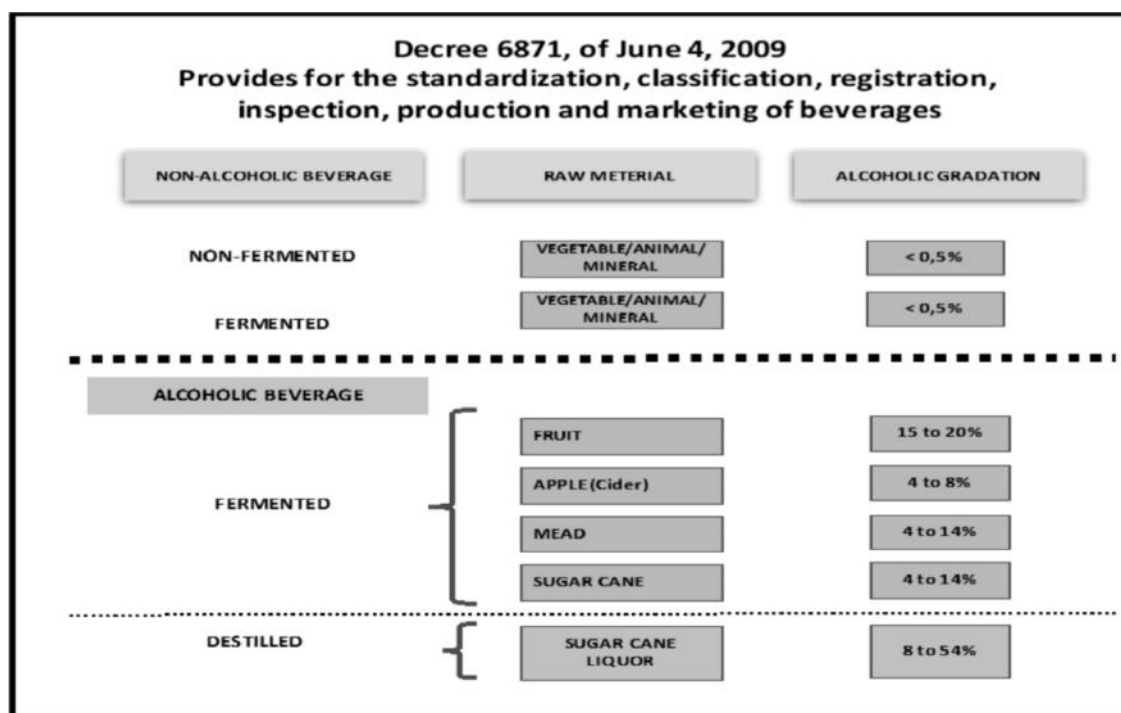 Decree 6871, of June 4, 2009
Provides for the standardization, classification, registration,
inspection, production and marketing of beverages
NON-ALCOHOLIC BEVERAGE
RAW METERIAL
ALCOHOLIC GRADATION
NON-FERMENTED
VEGETABLE/ANIMAL/
MINERAL
< 0,5%
FERMENTED
VEGETABLE/ANIMAL/
MINERAL
< 0,5%
ALCOHOLIC BEVERAGE
FERMENTED
FRUIT
15 to 20%
APPLE(Cider)
4 to 8%
MEAD
4 to 14%
SUGAR CANE
4 to 14%
DESTILLED
SUGAR CANE
LIQUOR
8 to 54%